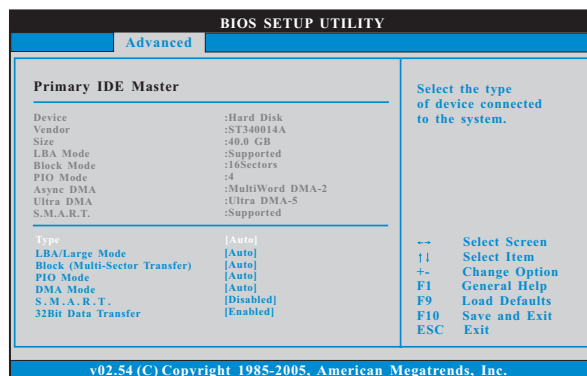 BIOS SETUP UTILITY
Advanced
Primary IDE Master
Device :Hard Disk
Vendor :ST340014A
Size :40.0 GB
LBA Mode :Supported
Block Mode :16Sectors
PIO Mode :4
Async DMA :MultiWord DMA-2
Ultra DMA :Ultra DMA-5
S.M.A.R.T. :Supported
Type [Auto]
LBA/Large Mode [Auto]
Block (Multi-Sector Transfer) [Auto]
PIO Mode [Auto]
DMA Mode [Auto]
S.M.A.R.T. [Disabled]
32Bit Data Transfer [Enabled]
Select the type
of device connected
to the system.
←→ Select Screen
↑↓ Select Item
+- Change Option
F1 General Help
F9 Load Defaults
F10 Save and Exit
ESC Exit
v02.54 (C) Copyright 1985-2005, American Megatrends, Inc.